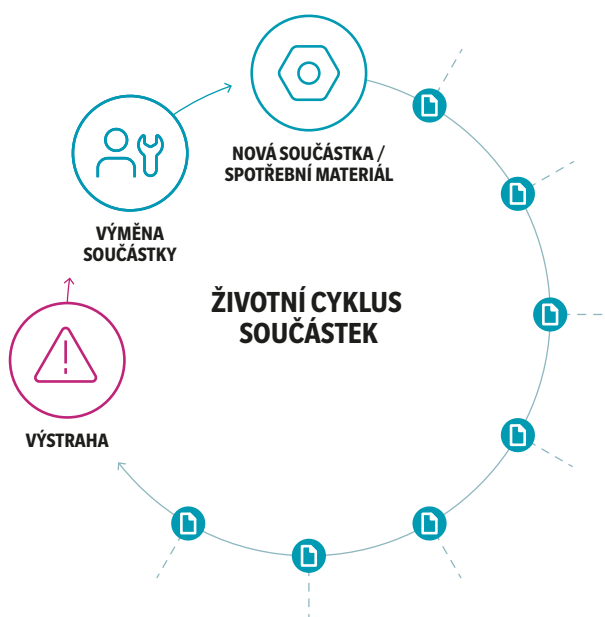 NOVÁ SOUČÁSTKA /
SPOTŘEBNÍ MATERIÁL
VÝMĚNA
SOUČÁSTKY
ŽIVOTNÍ CYKLUS
SOUČÁSTEK
VÝSTRAHA